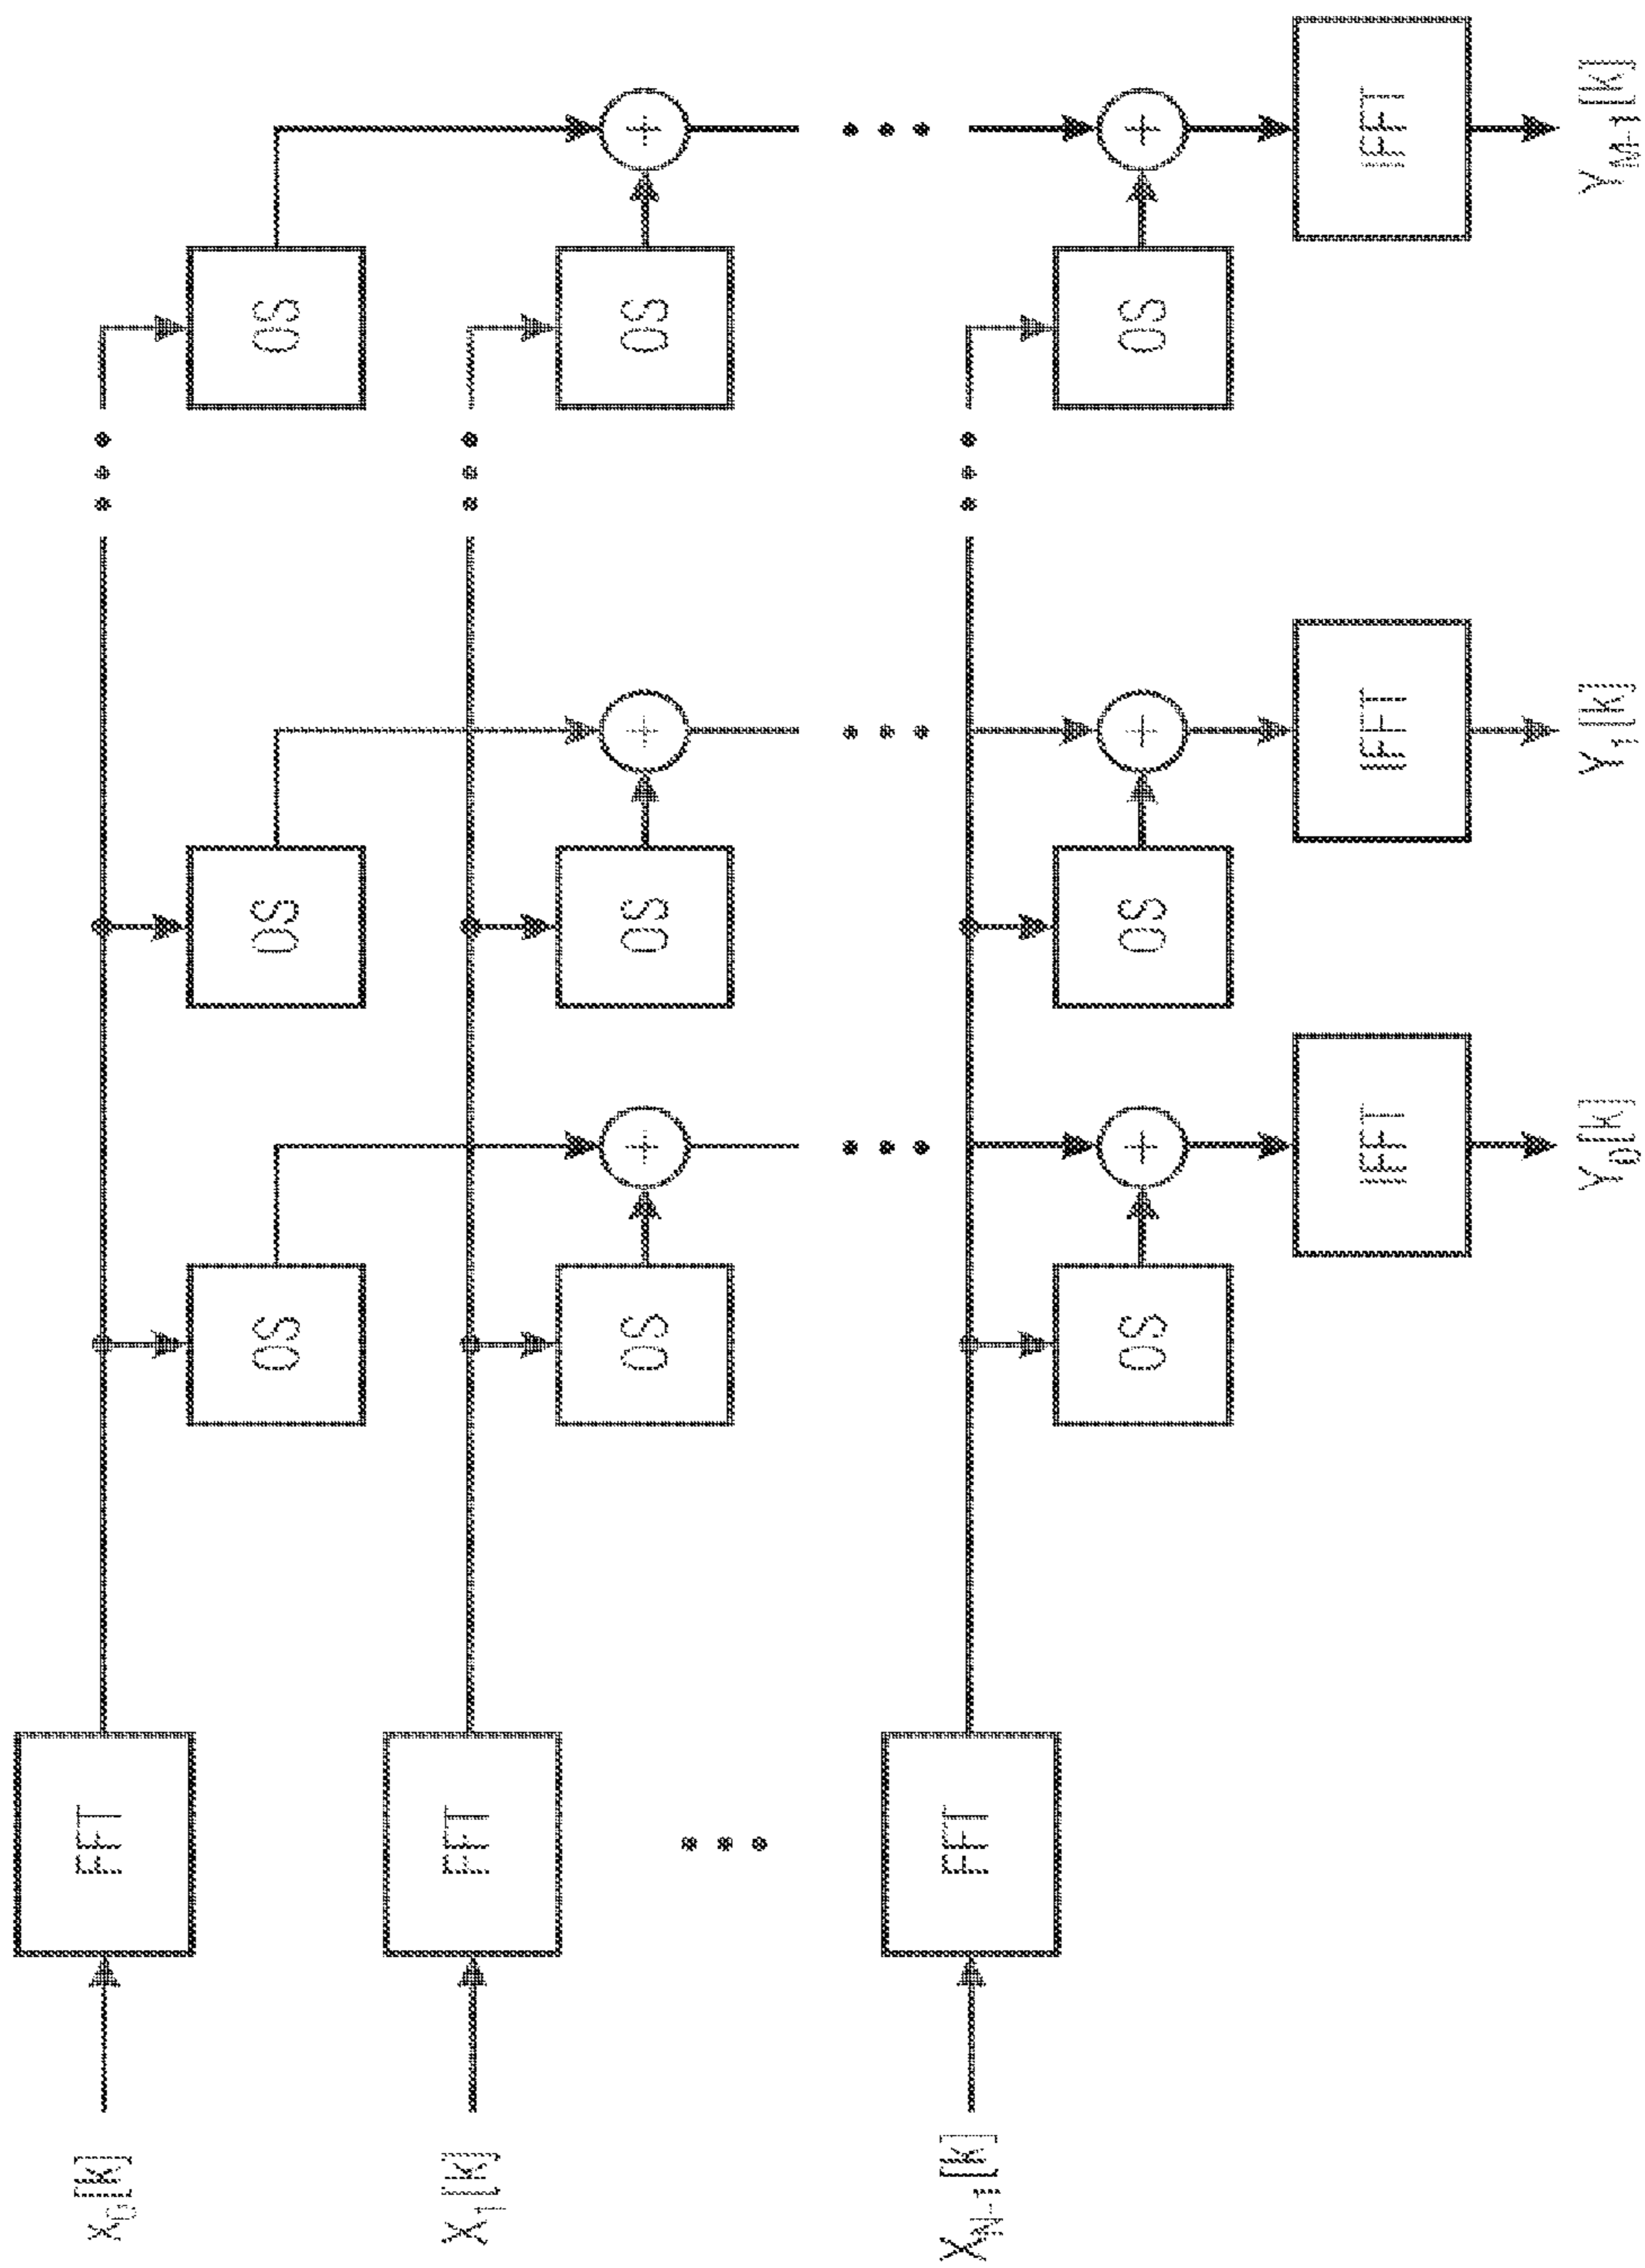 X0[K]
FFT
OS
OS
OS
X1[K]
FFT
OS
+
OS
+
OS
+
XN-1[K]
FFT
OS
+
OS
+
OS
+
IFFT
IFFT
IFFT
Y0[K]
Y1[K]
YM-1[K]